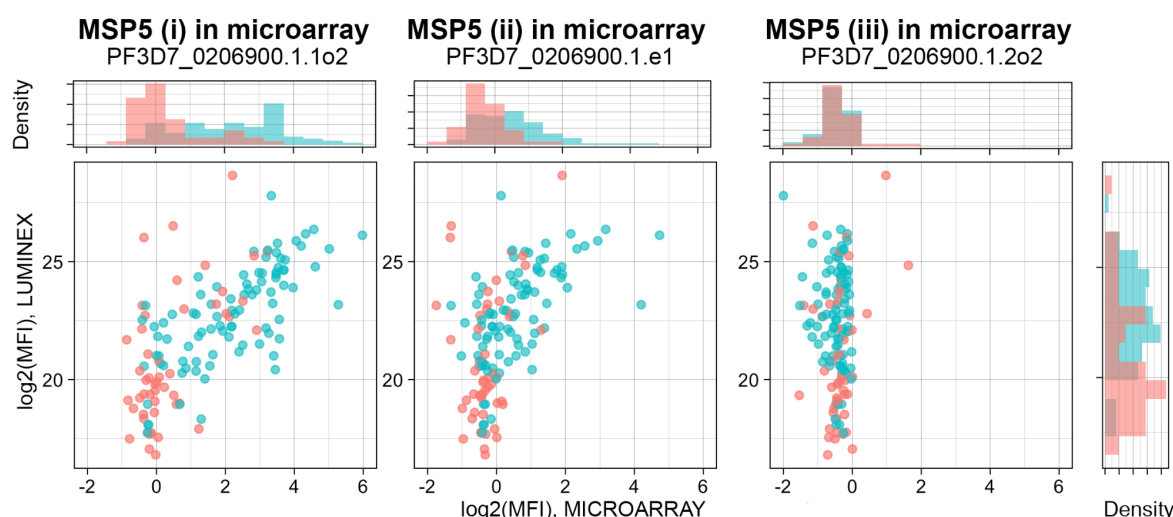 MSP5 (i) in microarray
PF3D7_0206900.1.1o2
MSP5 (ii) in microarray
PF3D7_0206900.1.e1
MSP5 (iii) in microarray
PF3D7_0206900.1.2o2
Density
log2(MFI), LUMINEX
25
20
-2 0 2 4 6
25
20
-2 0 2 4 6
25
20
-2 0 2 4 6
log2(MFI), MICROARRAY
Density